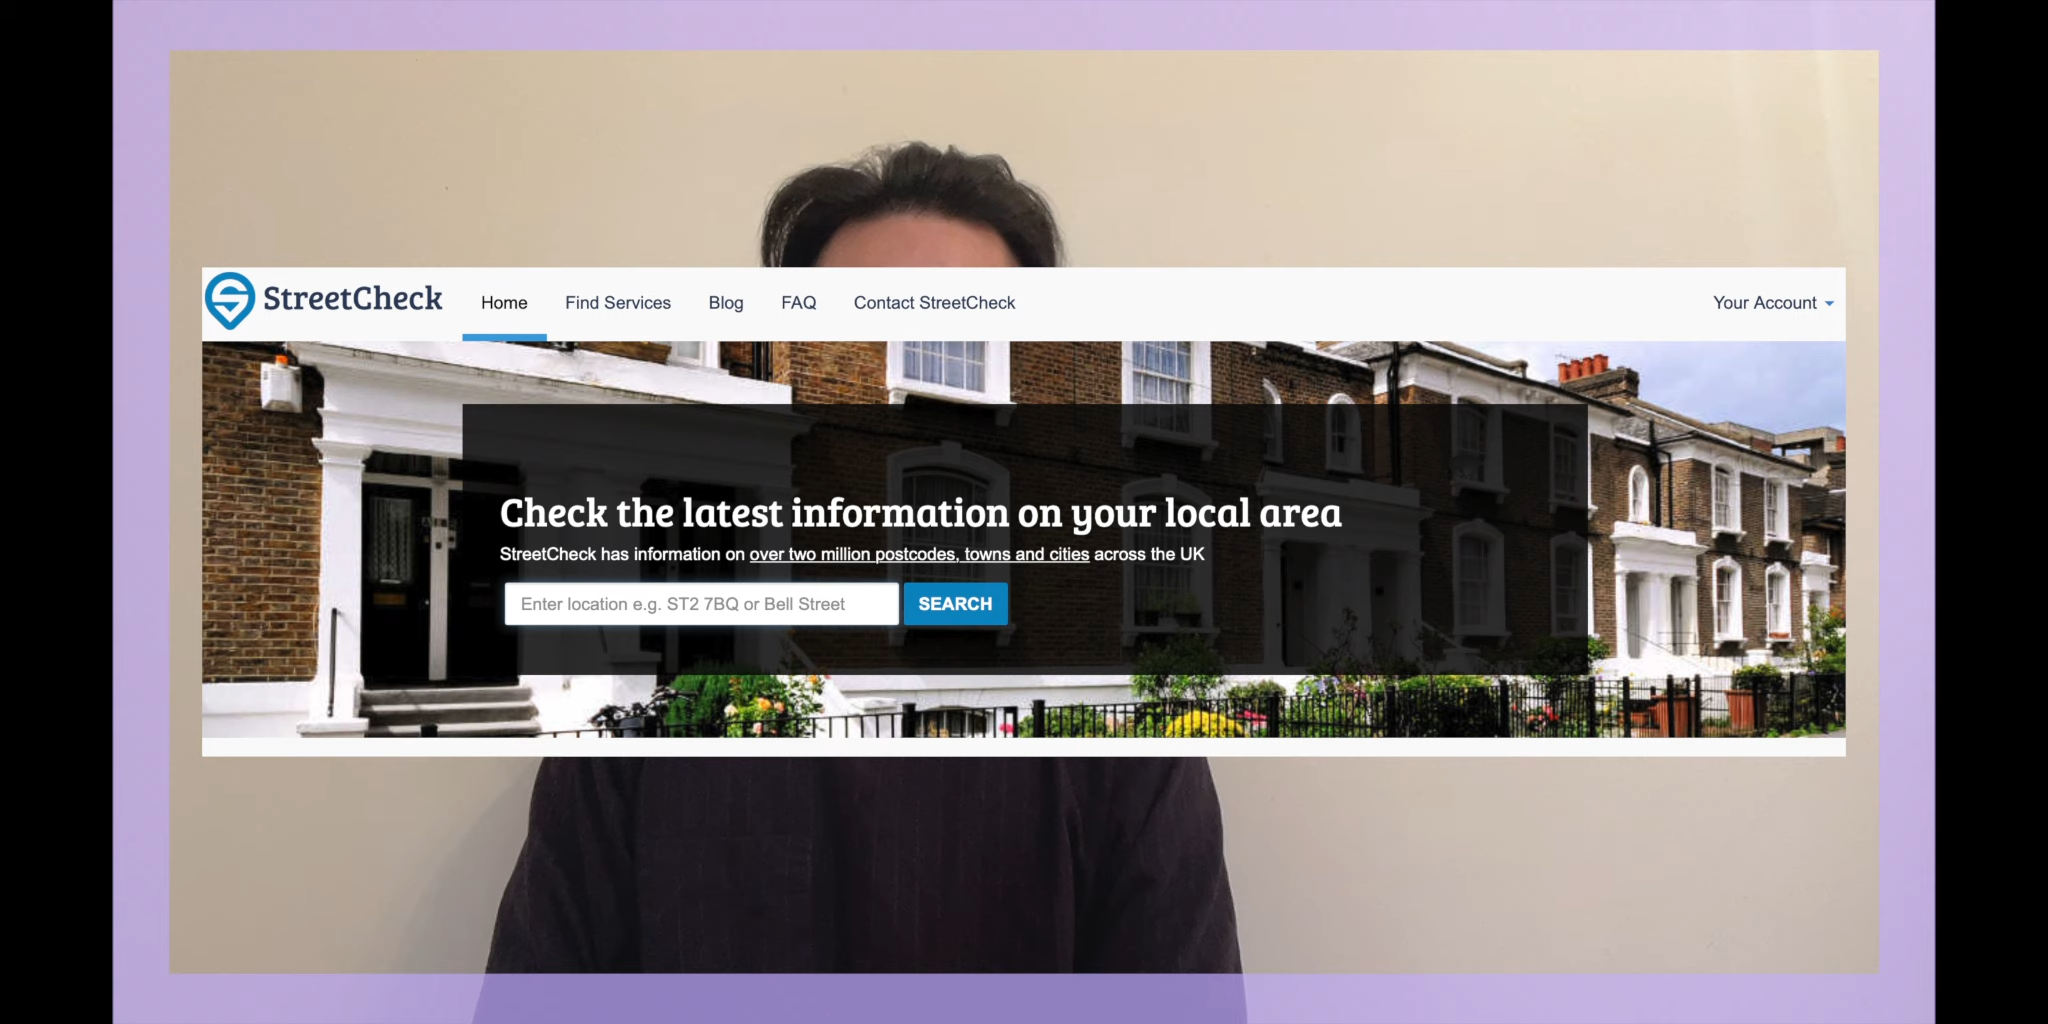 StreetCheck
Home
Find Services
Blog
FAQ
Contact StreetCheck
Your Account
Check the latest information on your local area
StreetCheck has information on over two million postcodes, towns and cities across the UK
Enter location e.g. ST2 7BQ or Bell Street
SEARCH